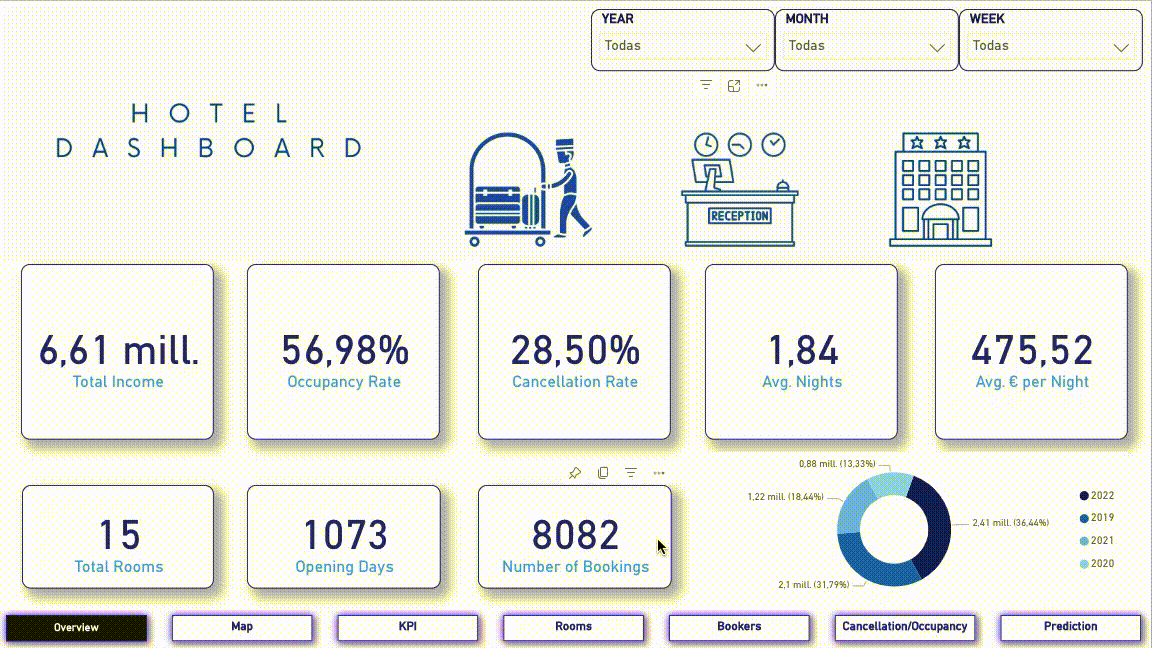 YEAR
Todas
MONTH
Todas
WEEK
Todas
HOTEL
DASHBOARD
RECEPTION
6,61 mill.
Total Income
56,98%
Occupancy Rate
28,50%
Cancellation Rate
1,84
Avg. Nights
475,52
Avg. € per Night
15
Total Rooms
1073
Opening Days
8082
Number of Bookings
0,88 mill. (13,33%)
1,22 mill. (18,44%)
2,41 mill. (36,44%)
2,1 mill. (31,79%)
2022
2019
2021
2020
Overview
Map
KPI
Rooms
Bookers
Cancellation/Occupancy
Prediction